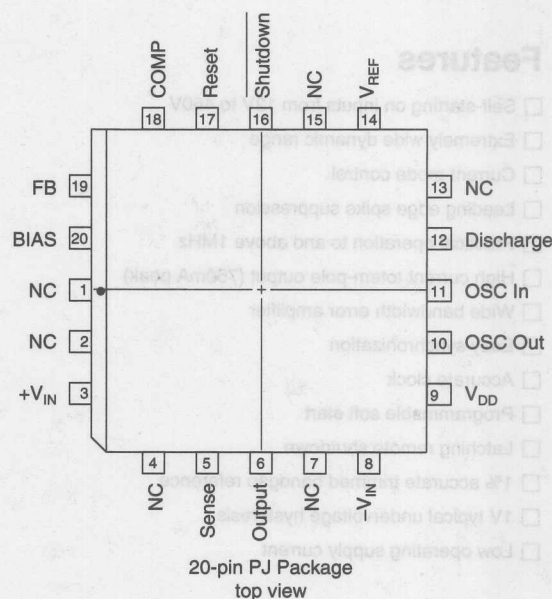 Features
Self-starting on inputs from to 450V
Extremely wide dynamic range
Current mode control
Leading edge spike suppression
operation to and above 1MHz
High current totem-pole output (750mA peak)
Wide bandwidth error amplifier
synchronization
Accurate clock
Programmable soft start
Latching remote shutdown
1% accurate trimmed bandgap reference
1V typical under voltage hysteresis
Low operating supply current
COMP
Reset
Shutdown
NC
VREF
18 17 16 15 14
FB 19
BIAS 20
NC 1
NC 2
+VIN 3
13 NC
12 Discharge
11 OSC In
10 OSC Out
9 VDD
4 5 6 7 8
NC
Sense
Output
NC
-VIN
20-pin PJ Package
top view